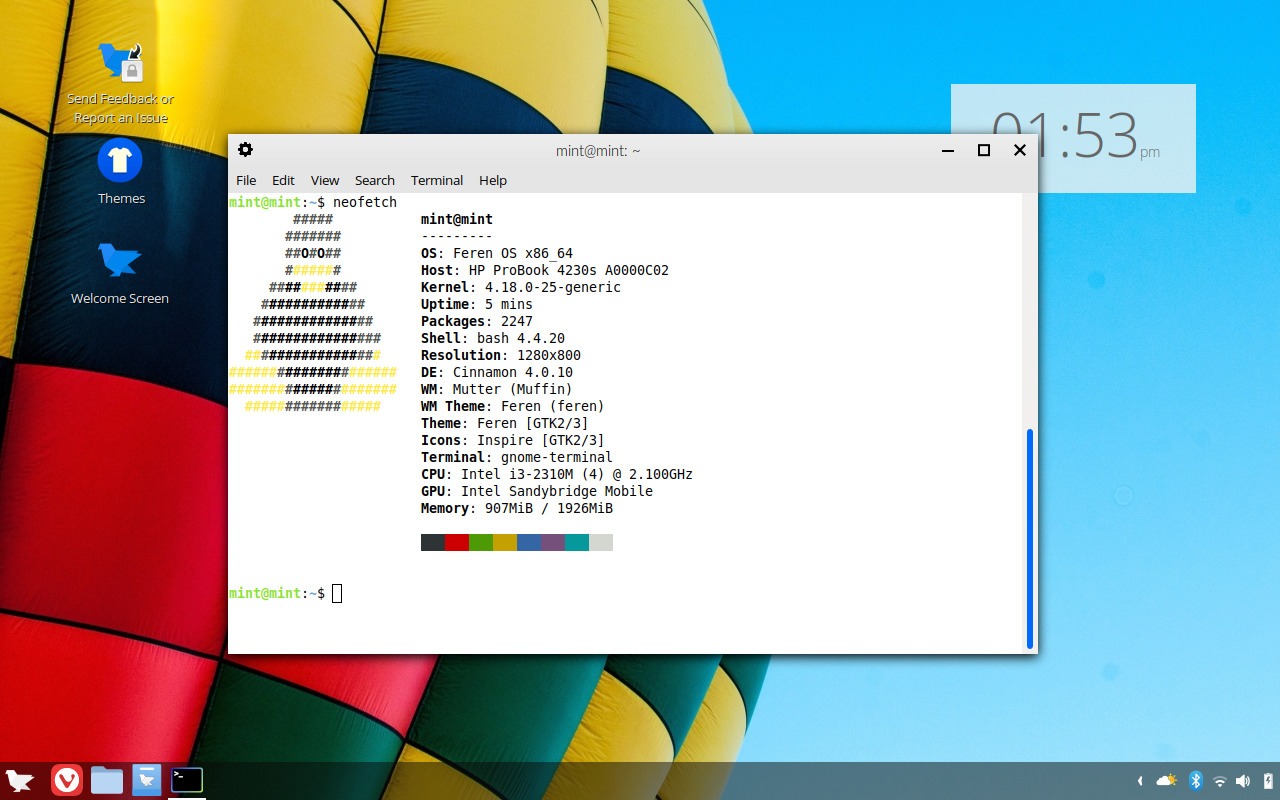 Send Feedback or
Report an Issue
Themes
Welcome Screen
01:53 pm
mint@mint: ~
File Edit View Search Terminal Help
mint@mint:~$ neofetch
##### mint@mint
####### ---------
##O#O## OS: Feren OS x86_64
####### Host: HP ProBook 4230s A0000C02
########### Kernel: 4.18.0-25-generic
############# Uptime: 5 mins
############### Packages: 2247
################ Shell: bash 4.4.20
################# Resolution: 1280x800
##################### DE: Cinnamon 4.0.10
##################### WM: Mutter (Muffin)
################# WM Theme: Feren (feren)
Theme: Feren [GTK2/3]
Icons: Inspire [GTK2/3]
Terminal: gnome-terminal
CPU: Intel i3-2310M (4) @ 2.100GHz
GPU: Intel Sandybridge Mobile
Memory: 907MiB / 1926MiB
mint@mint:~$